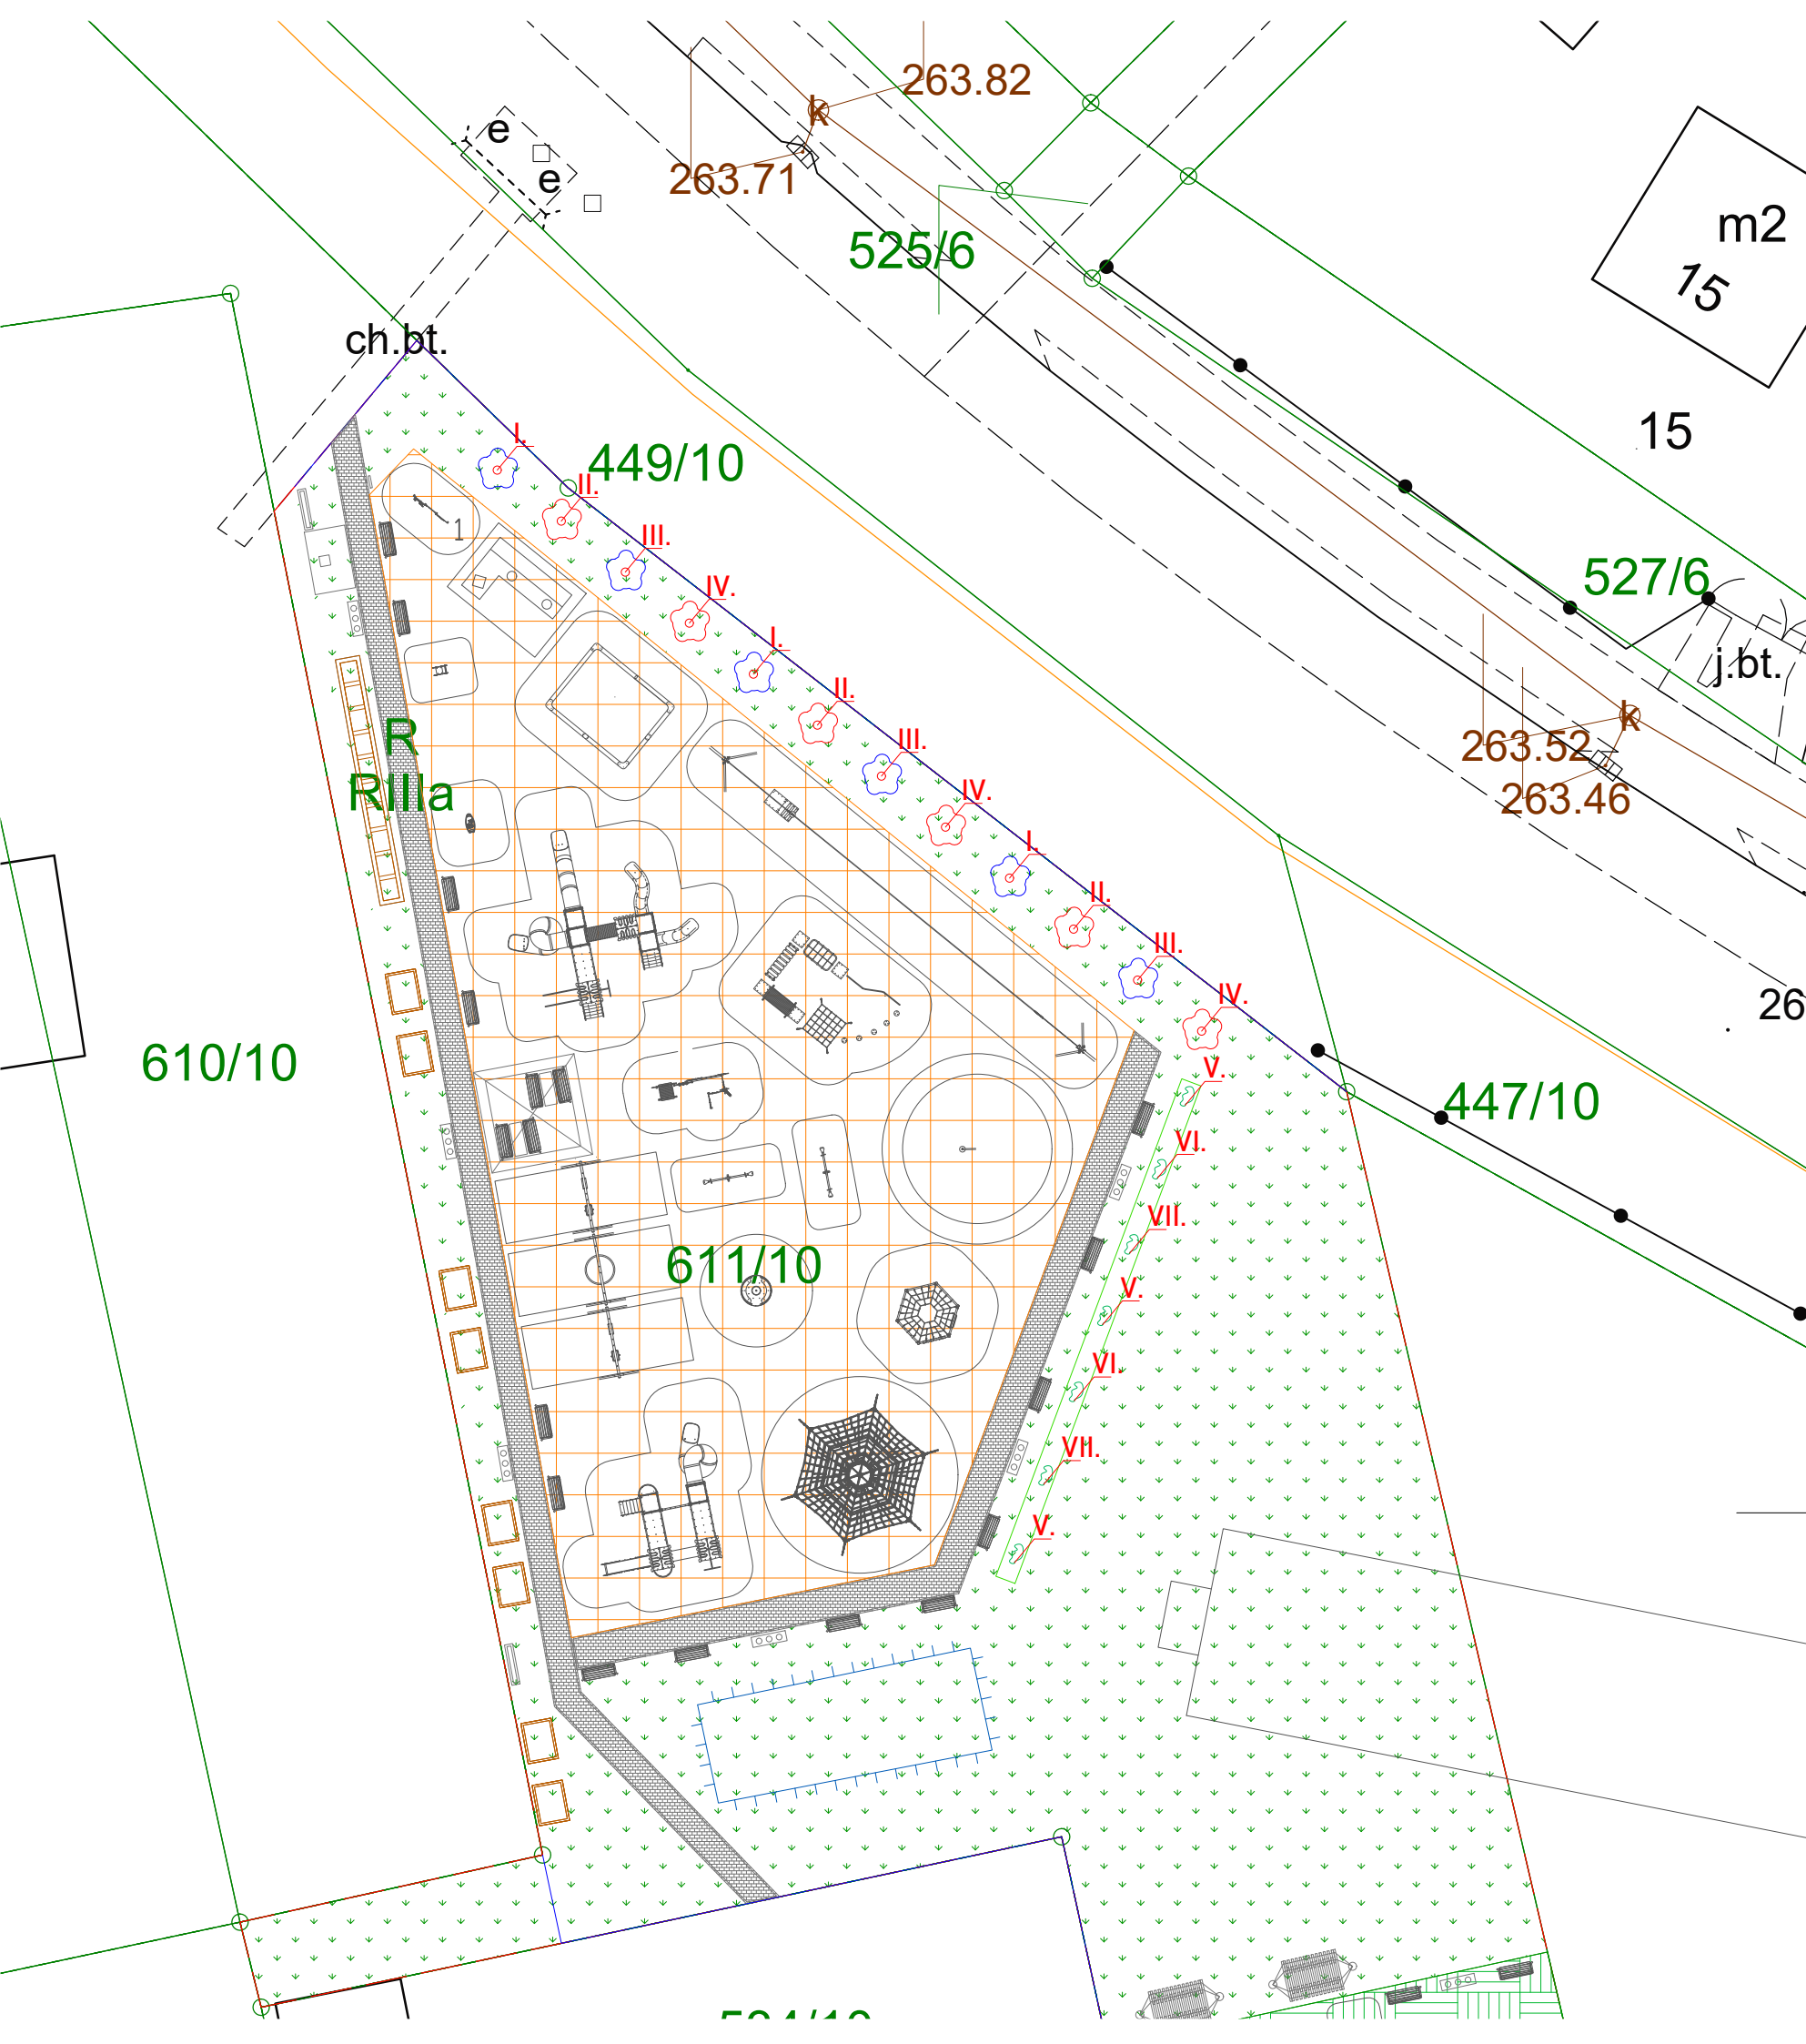 263.82
k
e
e
263.71
m2
15
525/6
ch.bt.
15
I.
449/10
II.
1
III.
IV.
527/6
I.
j.bt.
II.
k
R
III.
263.52
RIIIa
IV.
263.46
I.
II.
III.
IV.
26
610/10
V.
447/10
VI.
VII.
611/10
V.
VI.
VII.
V.